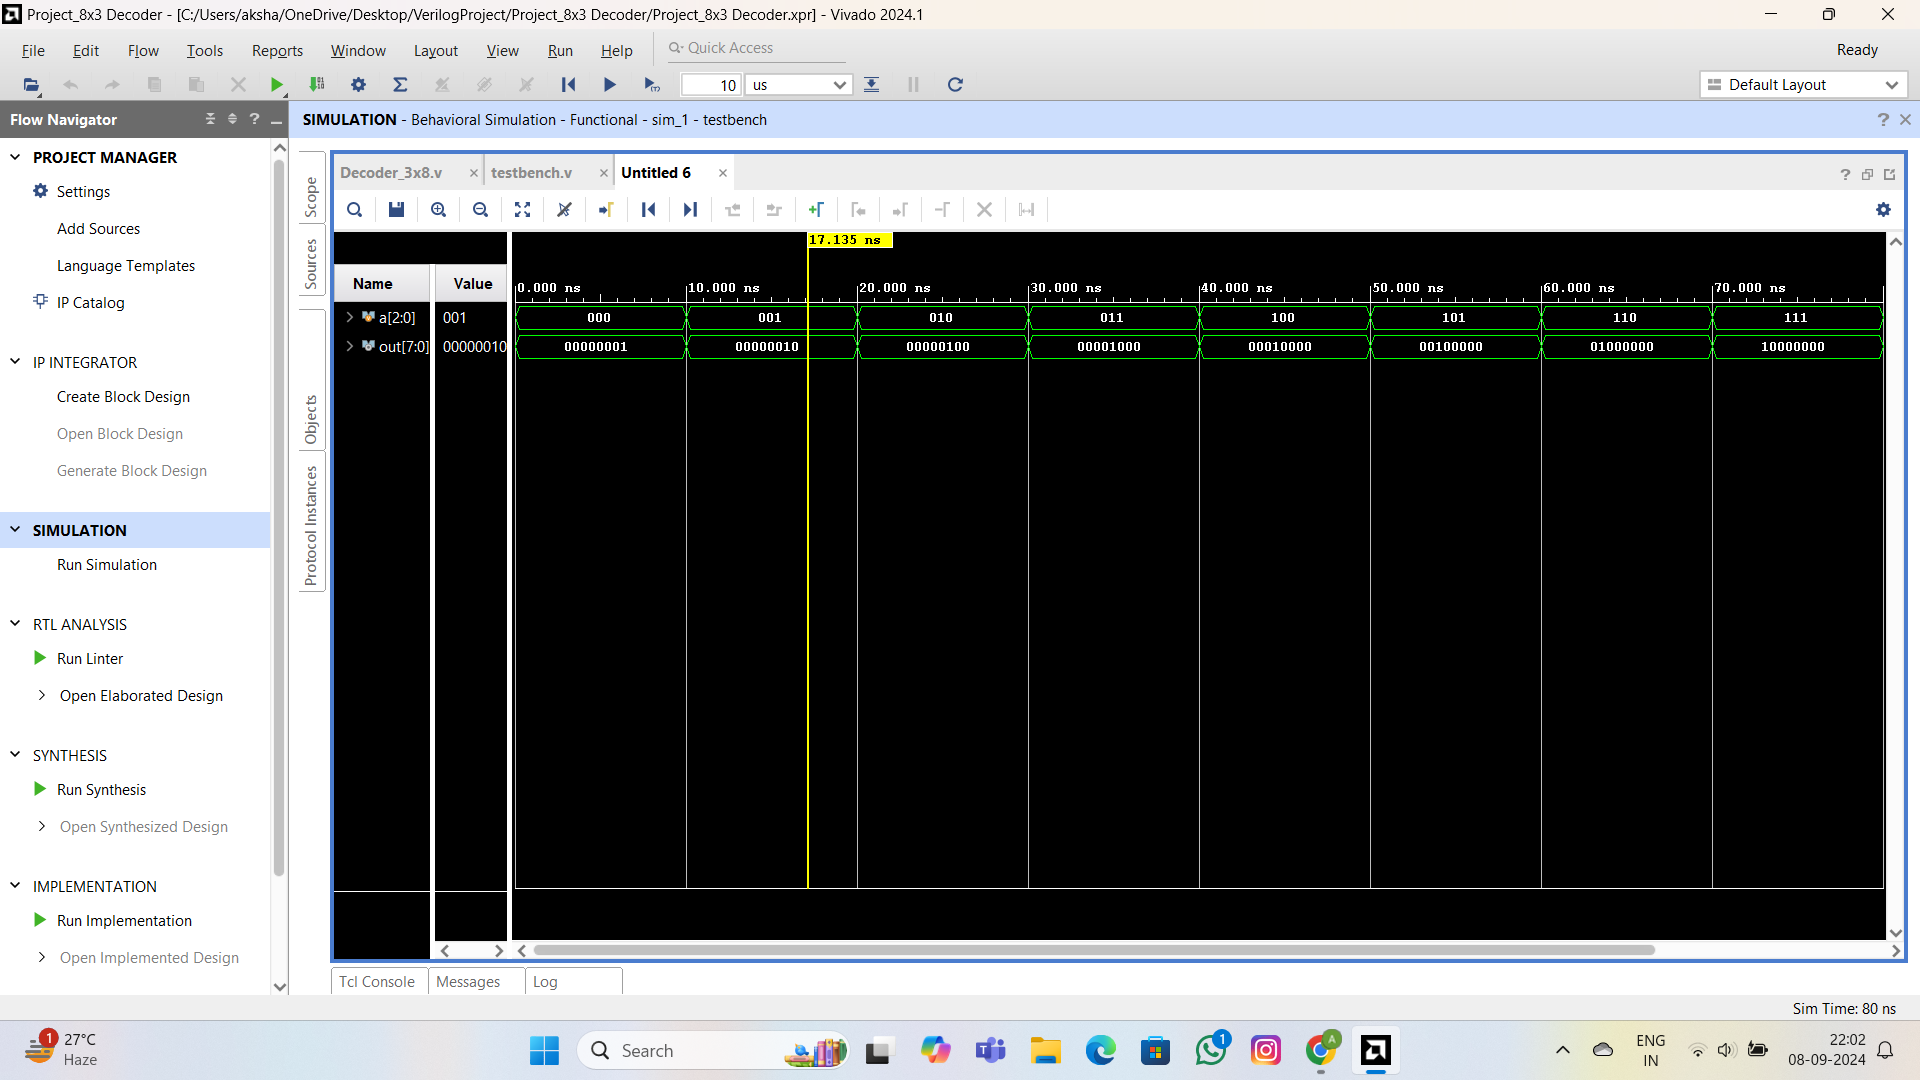 Project_8x3 Decoder - [C:/Users/aksha/OneDrive/Desktop/VerilogProject/Project_8x3 Decoder/Project_8x3 Decoder.xpr] - Vivado 2024.1
File Edit Flow Tools Reports Window Layout View Run Help Quick Access Ready
10 us Default Layout
Flow Navigator
SIMULATION - Behavioral Simulation - Functional - sim_1 - testbench
PROJECT MANAGER
Settings
Add Sources
Language Templates
IP Catalog
IP INTEGRATOR
Create Block Design
Open Block Design
Generate Block Design
SIMULATION
Run Simulation
RTL ANALYSIS
Run Linter
Open Elaborated Design
SYNTHESIS
Run Synthesis
Open Synthesized Design
IMPLEMENTATION
Run Implementation
Open Implemented Design
Scope
Sources
Objects
Protocol Instances
Decoder_3x8.v testbench.v Untitled 6
17.135 ns
Name Value
0.000 ns 10.000 ns 20.000 ns 30.000 ns 40.000 ns 50.000 ns 60.000 ns 70.000 ns
a[2:0] 001 000 001 010 011 100 101 110 111
out[7:0] 00000010 00000001 00000010 00000100 00001000 00010000 00100000 01000000 10000000
Tcl Console Messages Log
Sim Time: 80 ns
1
27°C
Haze
Search
1
A
ENG
IN
22:02
08-09-2024